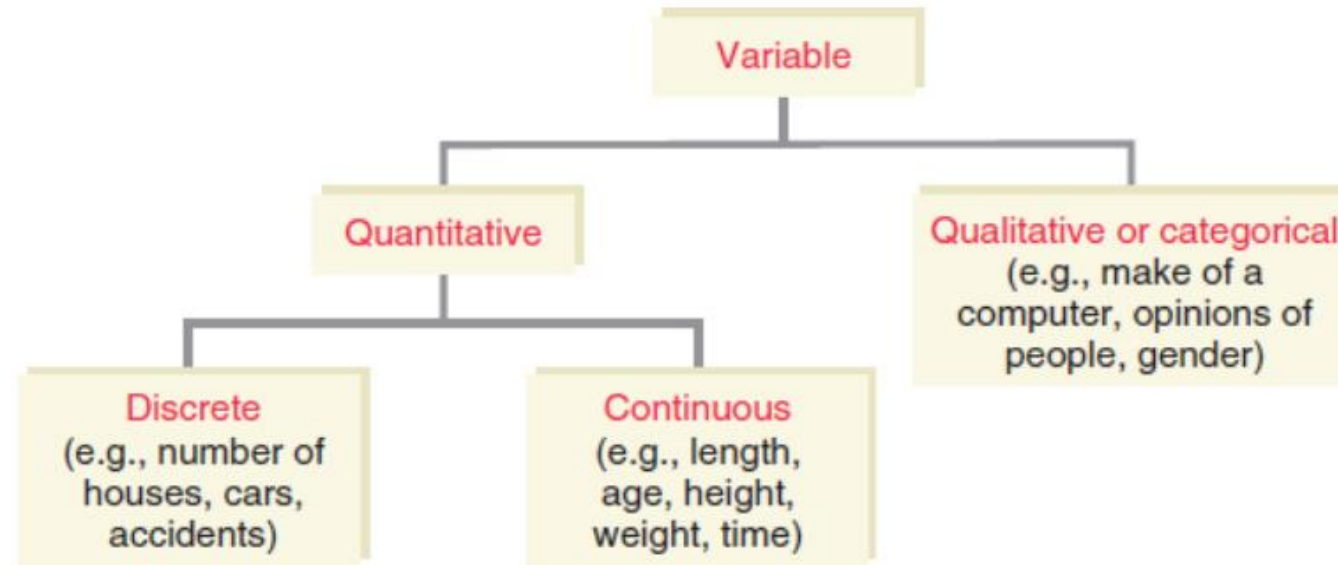 Variable
Quantitative
Qualitative or categorical
(e.g., make of a
computer, opinions of
people, gender)
Discrete
(e.g., number of
houses, cars,
accidents)
Continuous
(e.g., length,
age, height,
weight, time)